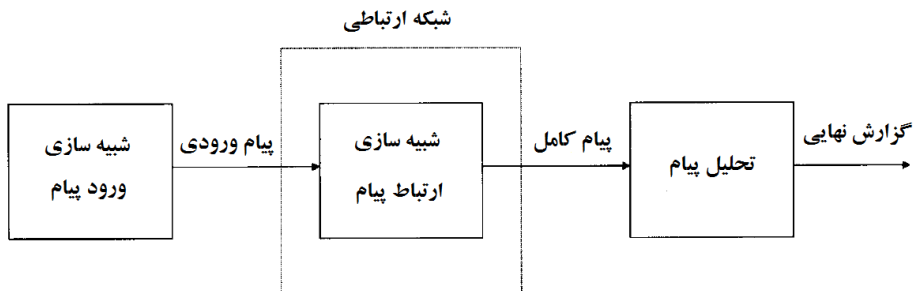 شبکه ارتباطی
شبیه سازی
ورود پیام
پیام ورودی
شبیه سازی
ارتباط پیام
پیام کامل
تحلیل پیام
گزارش نهایی